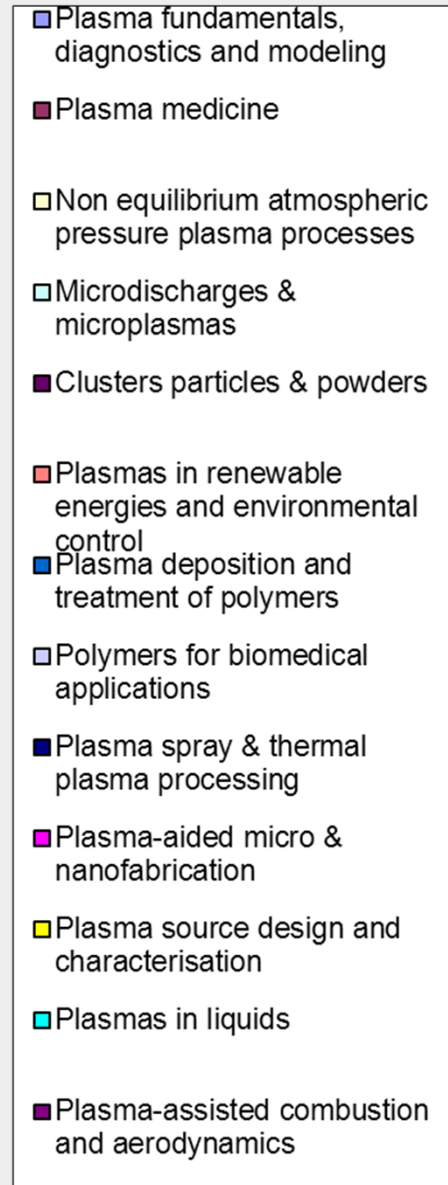 Plasma fundamentals,
diagnostics and modeling
Plasma medicine
Non equilibrium atmospheric
pressure plasma processes
Microdischarges &
microplasmas
Clusters particles & powders
Plasmas in renewable
energies and environmental
control
Plasma deposition and
treatment of polymers
Polymers for biomedical
applications
Plasma spray & thermal
plasma processing
Plasma-aided micro &
nanofabrication
Plasma source design and
characterisation
Plasmas in liquids
Plasma-assisted combustion
and aerodynamics